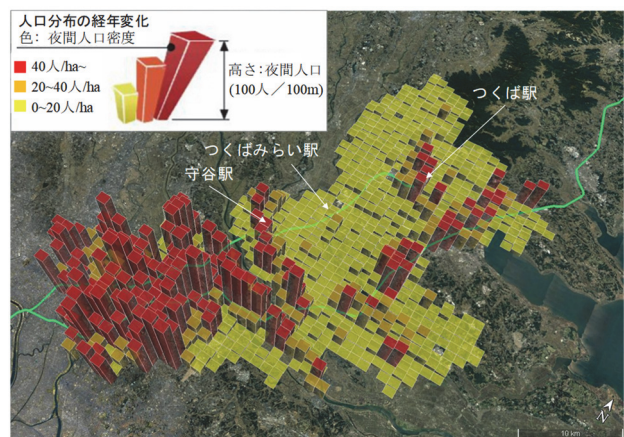 人口分布の経年変化
色： 夜間人口密度
40人/ha~
20~40人/ha
0~20人/ha
高さ：夜間人口
(100人／100m)
つくば駅
つくばみらい駅
守谷駅
N
10 km